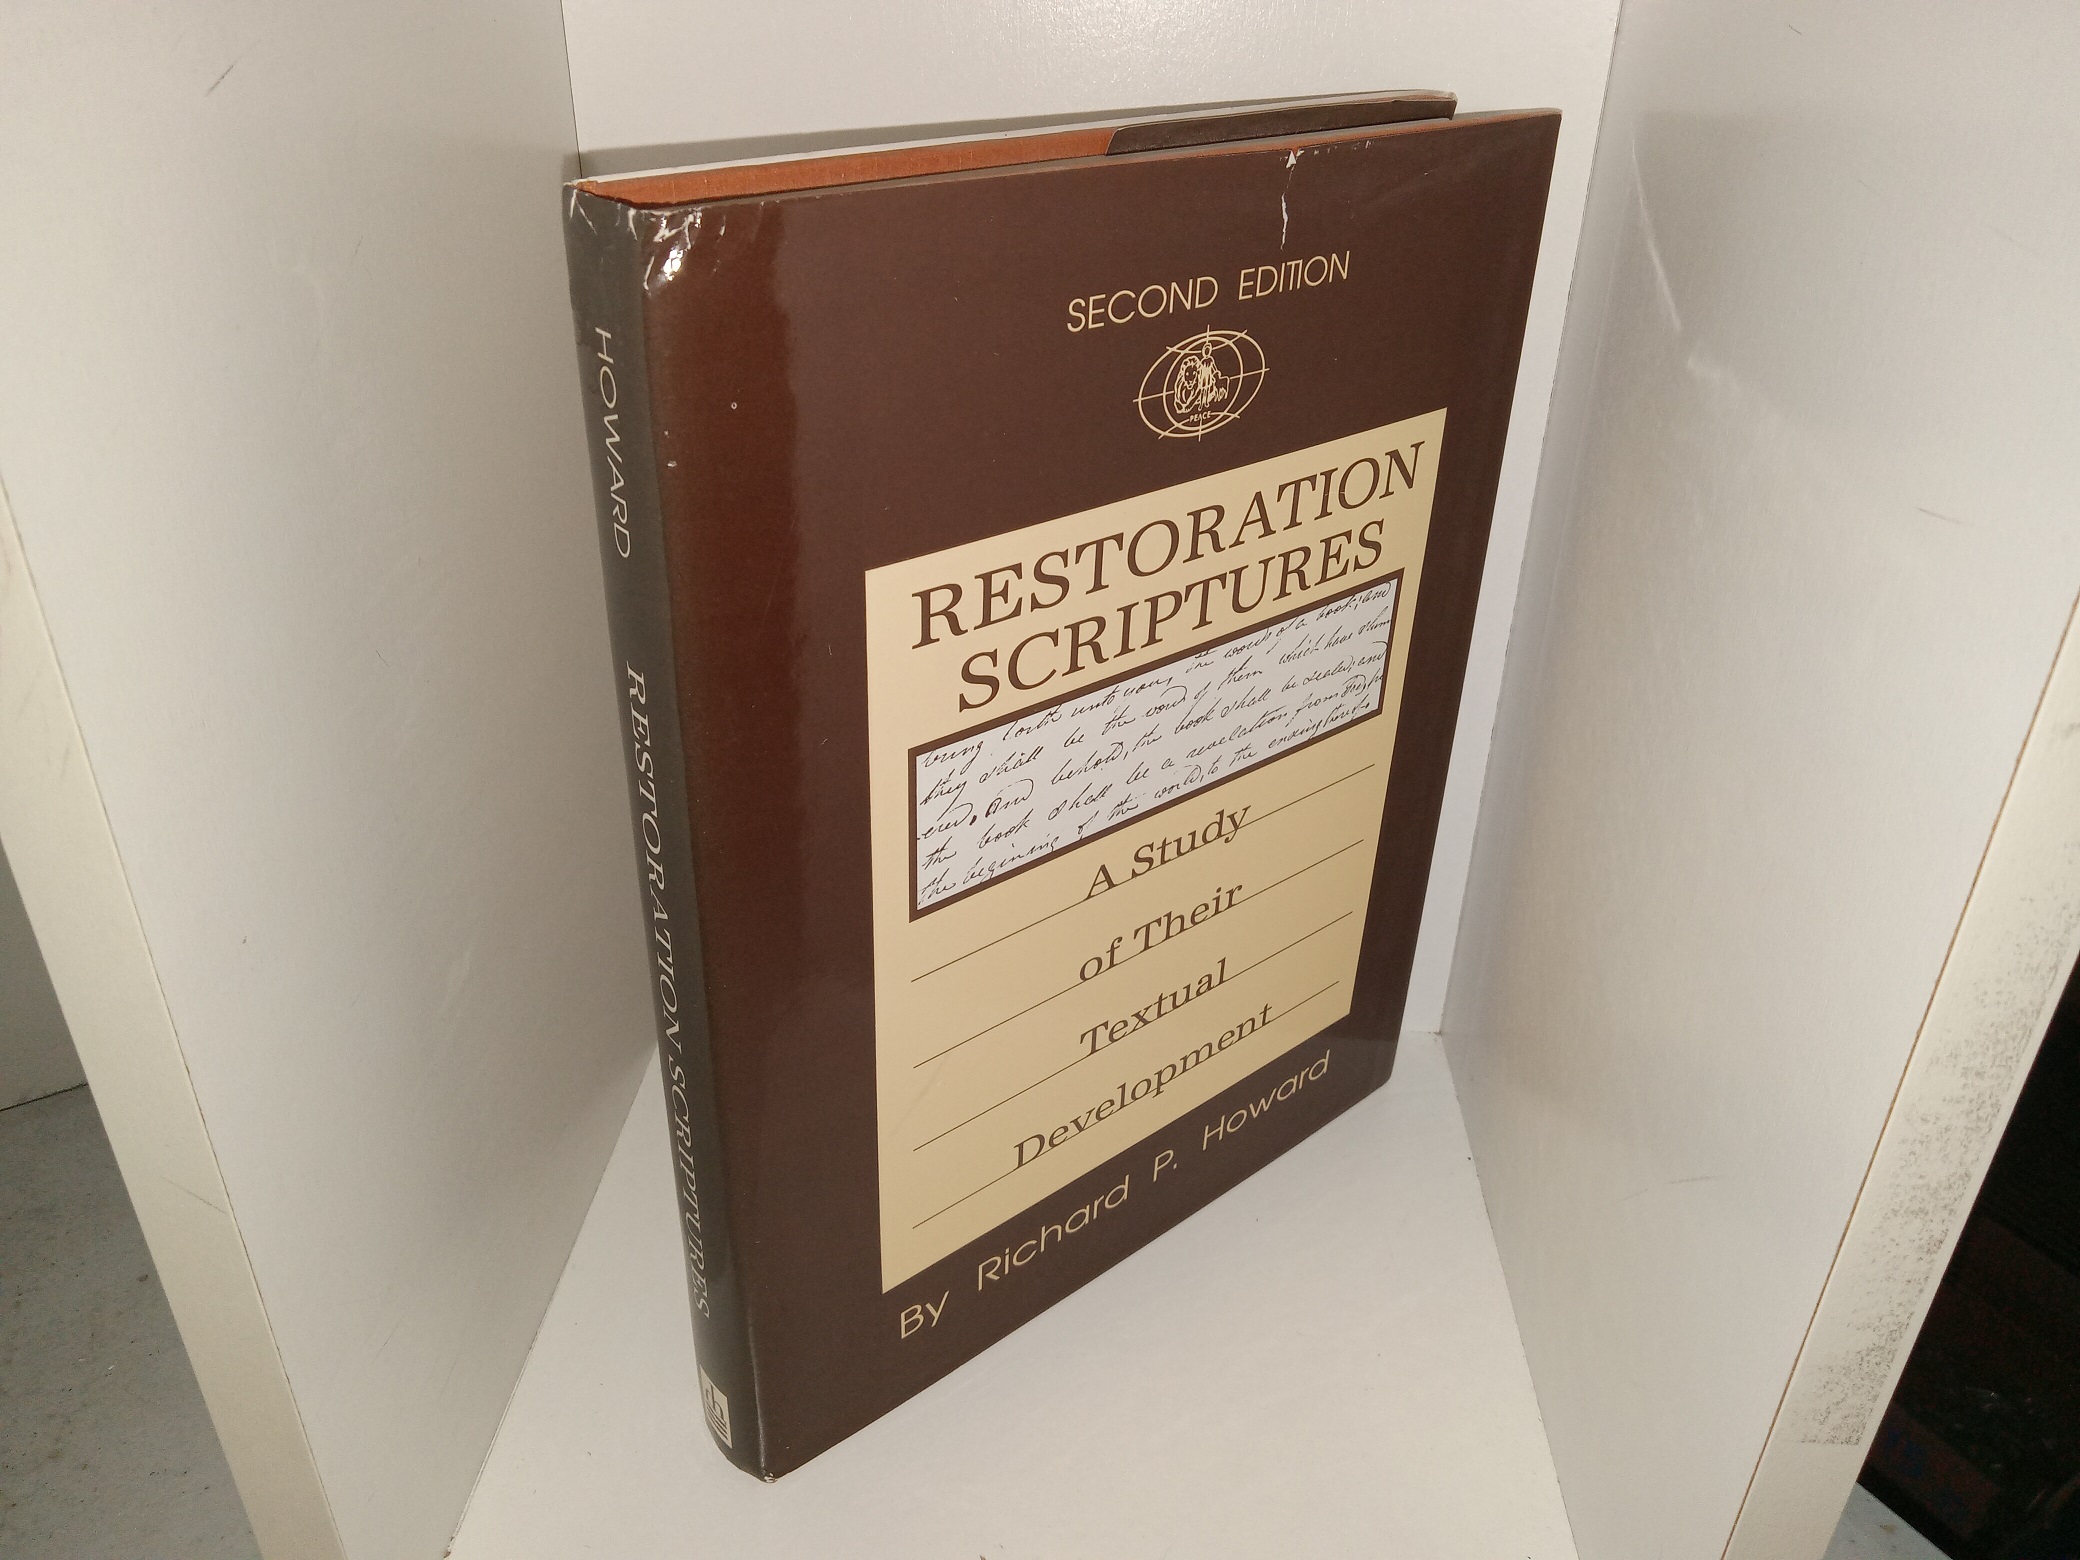 HOWARD
RESTORATION SCRIPTURES
SECOND EDITION
PEACE
RESTORATION
SCRIPTURES
bring forth unto you, the words of a book, and
they shall be the words of them which have slum
-ered. And behold, the book shall be sealed; and
the book shall be a revelation from God, fr
the begining of the world, to the ending thereof.
A Study
of Their
Textual
Development
By Richard P. Howard